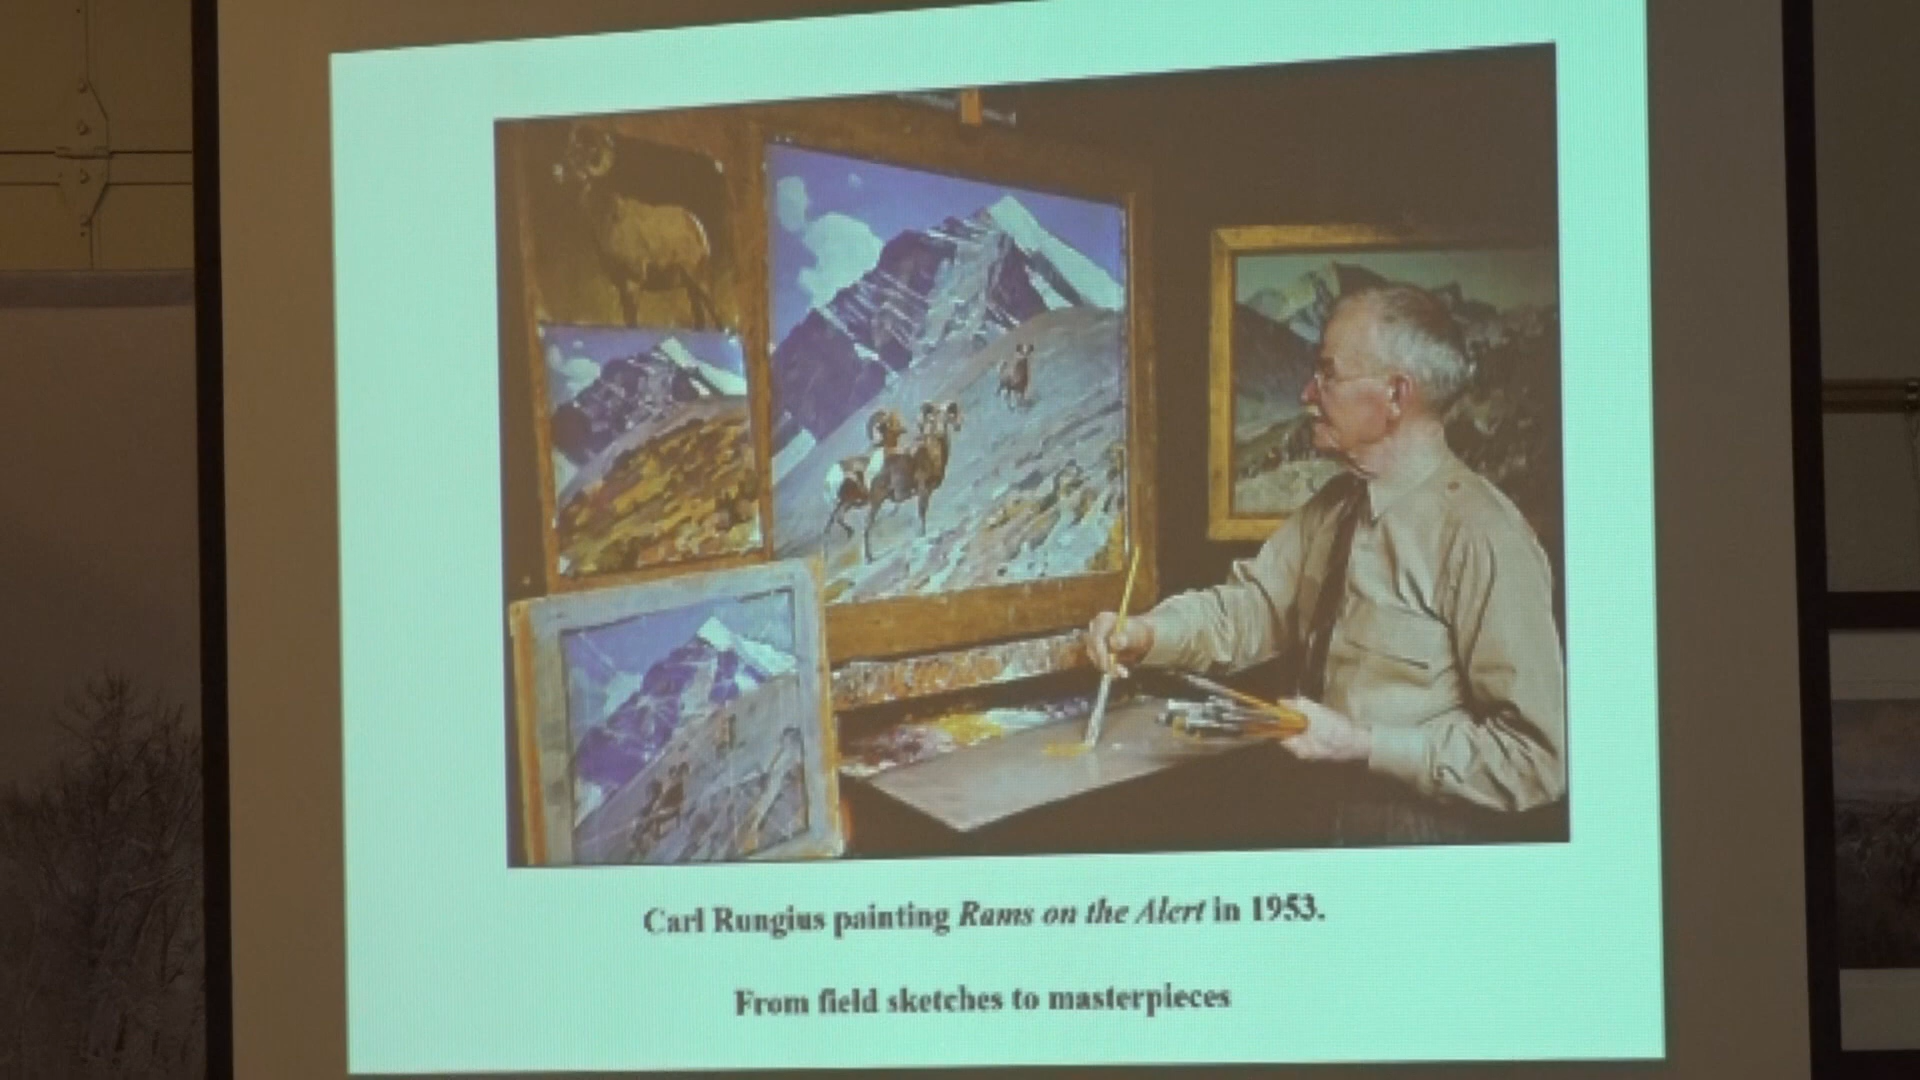 Carl Rungius painting Rams on the Alert in 1953.
From field sketches to masterpieces